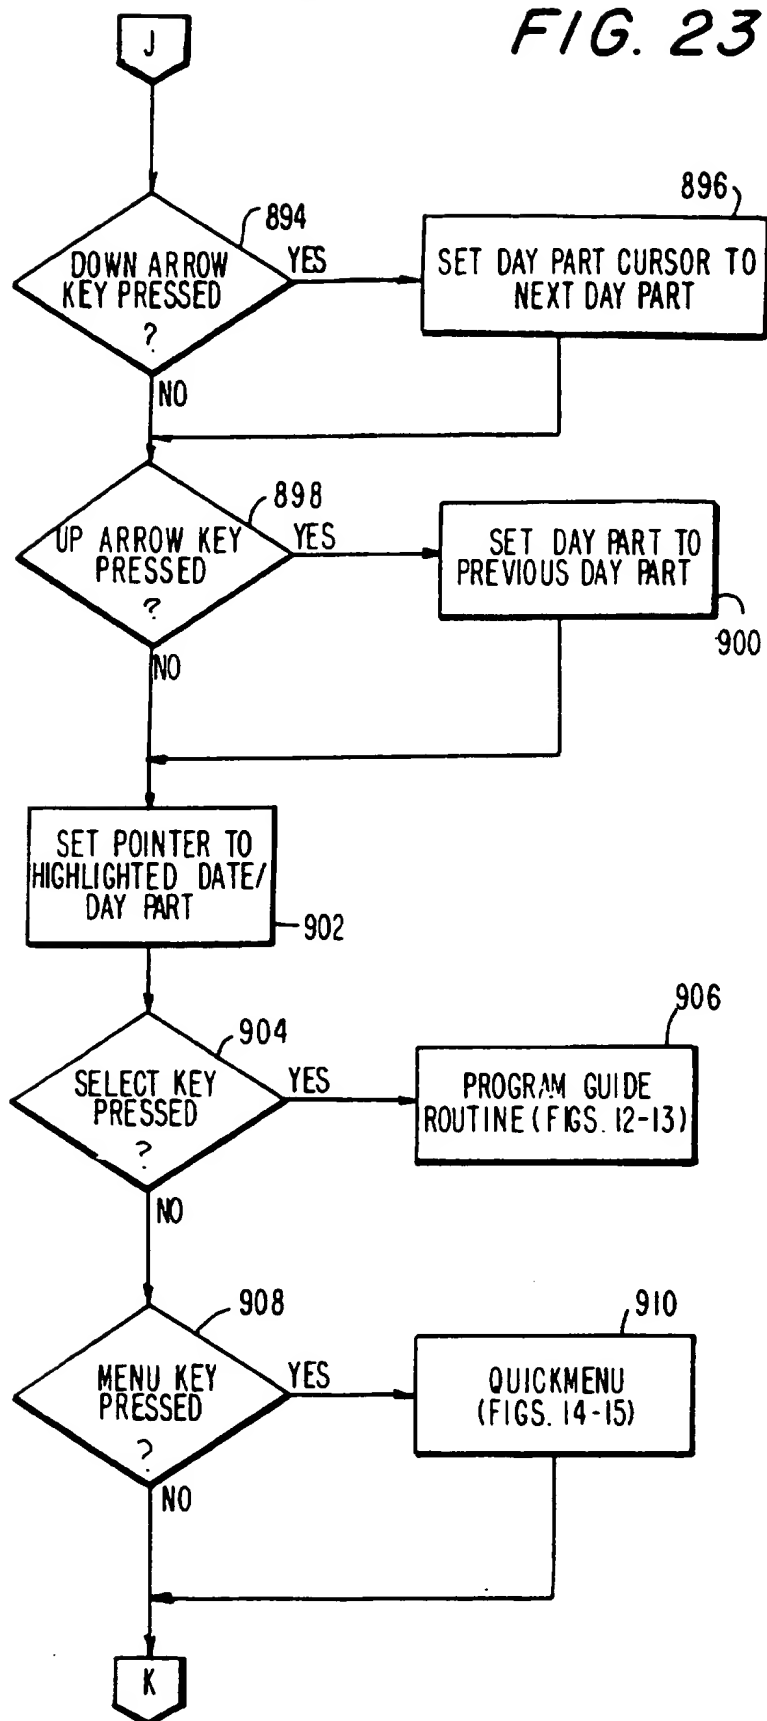 FIG. 23
J
894
DOWN ARROW
KEY PRESSED
?
YES
NO
896
SET DAY PART CURSOR TO
NEXT DAY PART
898
UP ARROW KEY
PRESSED
?
YES
NO
SET DAY PART TO
PREVIOUS DAY PART
900
SET POINTER TO
HIGHLIGHTED DATE/
DAY PART
902
904
SELECT KEY
PRESSED
?
YES
NO
906
PROGRAM GUIDE
ROUTINE (FIGS. 12-13)
908
MENU KEY
PRESSED
?
YES
NO
910
QUICKMENU
(FIGS. 14-15)
K